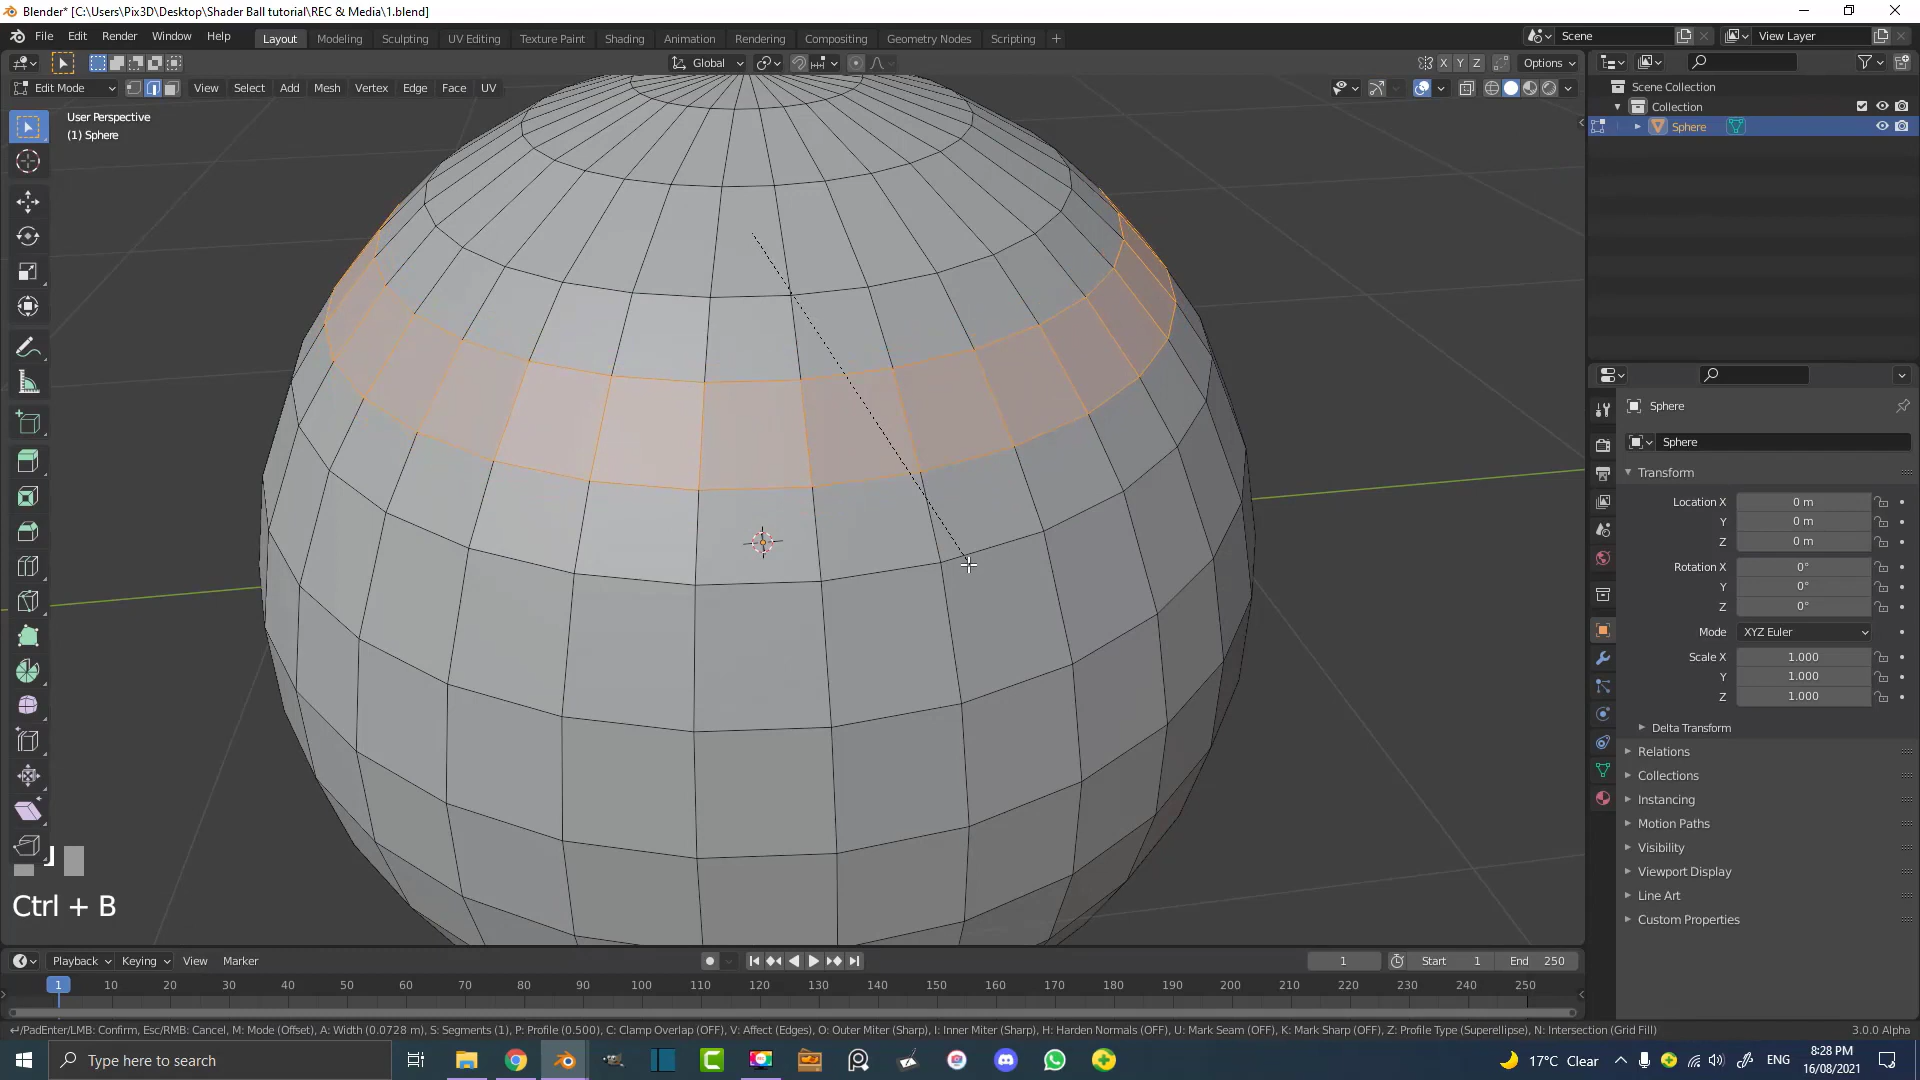 Blender* [C:\Users\Pix3D\Desktop\Shader Ball tutorial\REC & Media\1.blend]
File Edit Render Window Help Layout Modeling Sculpting UV Editing Texture Paint Shading Animation Rendering Compositing Geometry Nodes Scripting + Scene View Layer
Global X Y Z Options
Edit Mode View Select Add Mesh Vertex Edge Face UV
Scene Collection
Collection
Sphere
User Perspective
(1) Sphere
Sphere
Sphere
Transform
Location X 0 m
Y 0 m
Z 0 m
Rotation X 0°
Y 0°
Z 0°
Mode XYZ Euler
Scale X 1.000
Y 1.000
Z 1.000
Delta Transform
Relations
Collections
Instancing
Motion Paths
Visibility
Viewport Display
Line Art
Custom Properties
Ctrl + B
Playback Keying View Marker 1 Start 1 End 250
1 10 20 30 40 50 60 70 80 90 100 110 120 130 140 150 160 170 180 190 200 210 220 230 240 250
↵/PadEnter/LMB: Confirm, Esc/RMB: Cancel, M: Mode (Offset), A: Width (0.0728 m), S: Segments (1), P: Profile (0.500), C: Clamp Overlap (OFF), V: Affect (Edges), O: Outer Miter (Sharp), I: Inner Miter (Sharp), H: Harden Normals (OFF), U: Mark Seam (OFF), K: Mark Sharp (OFF), Z: Profile Type (Superellipse), N: Intersection (Grid Fill) 3.0.0 Alpha
Type here to search 17°C Clear ENG 8:28 PM
16/08/2021